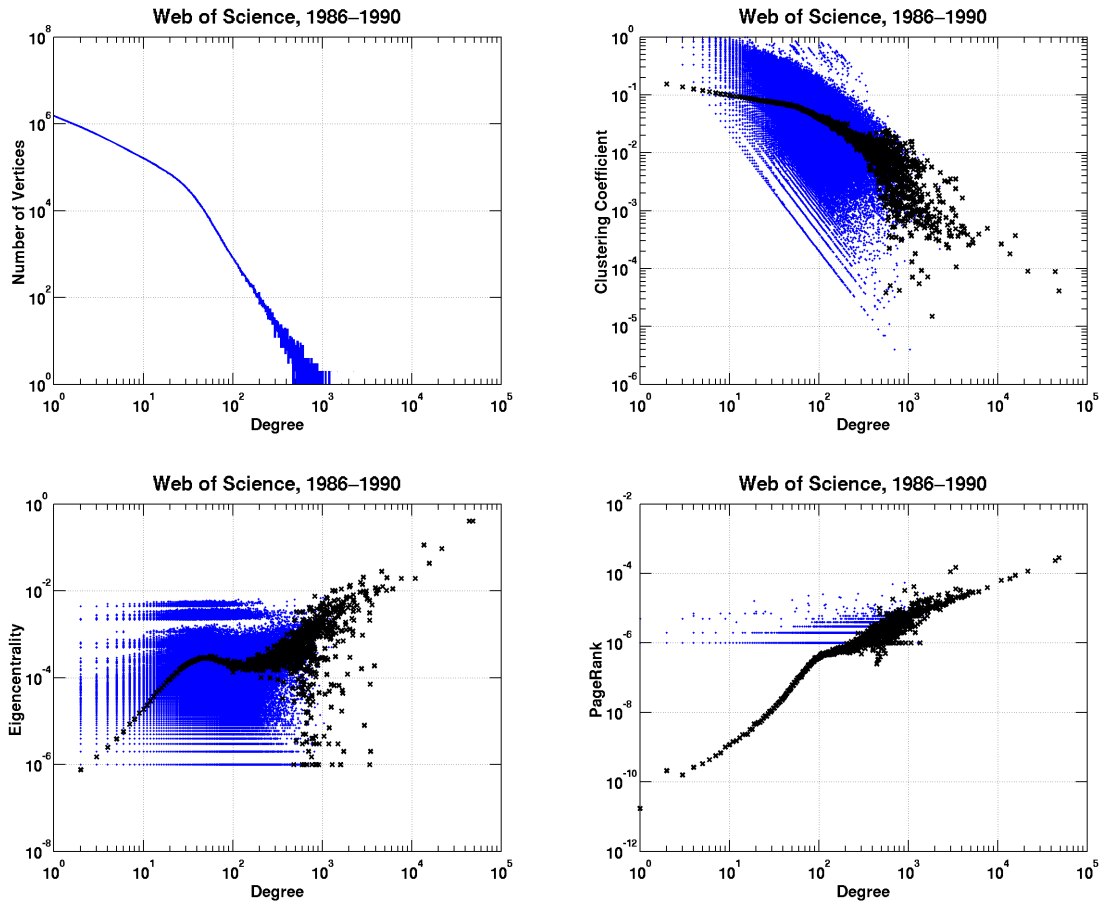 Web of Science, 1986–1990
10^8
10^6
10^4
10^2
10^0
Number of Vertices
10^0 10^1 10^2 10^3 10^4 10^5
Degree
Web of Science, 1986–1990
10^0
10^-1
10^-2
10^-3
10^-4
10^-5
10^-6
Clustering Coefficient
10^0 10^1 10^2 10^3 10^4 10^5
Degree
Web of Science, 1986–1990
10^0
10^-2
10^-4
10^-6
10^-8
Eigencentrality
10^0 10^1 10^2 10^3 10^4 10^5
Degree
Web of Science, 1986–1990
10^-2
10^-4
10^-6
10^-8
10^-10
10^-12
PageRank
10^0 10^1 10^2 10^3 10^4 10^5
Degree